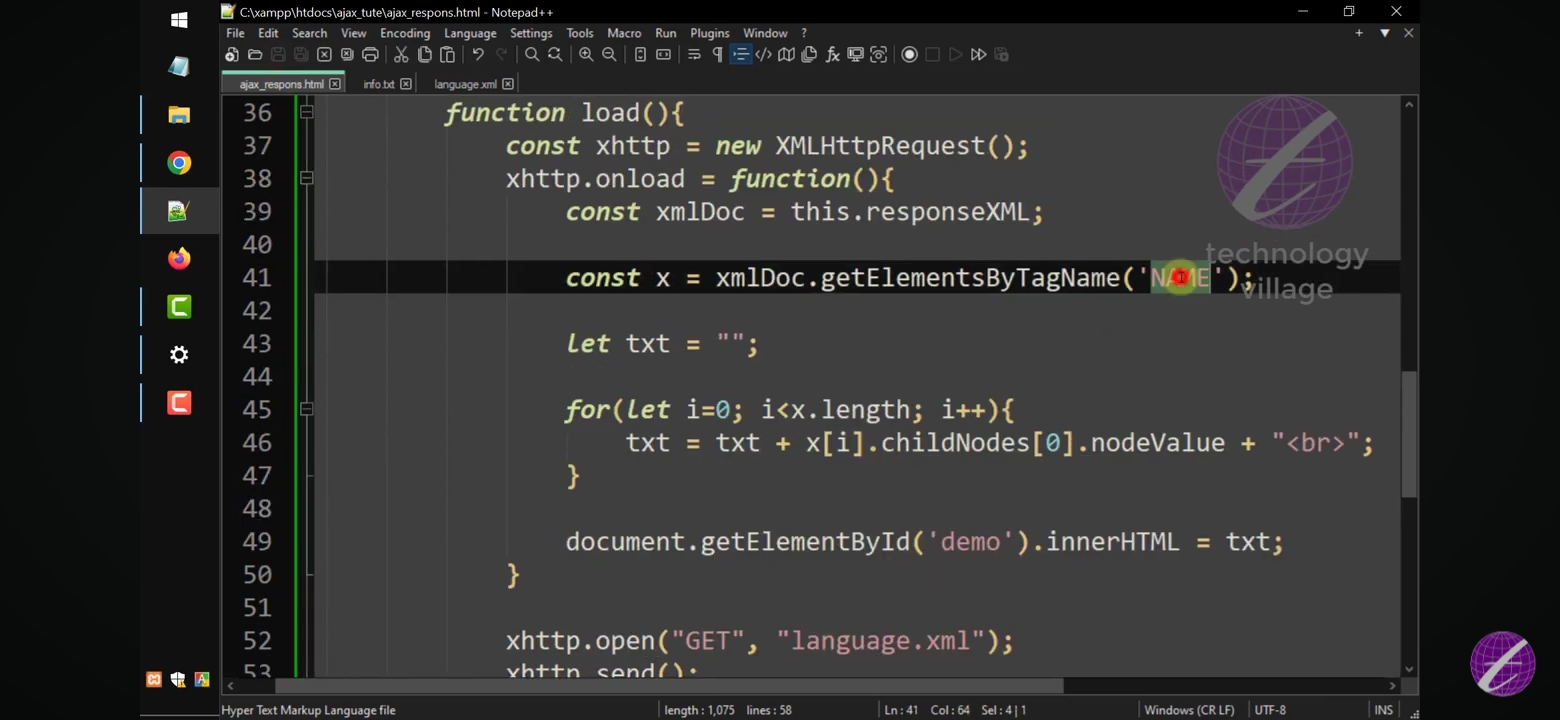 C:\xampp\htdocs\ajax_tute\ajax_respons.html - Notepad++
File Edit Search View Encoding Language Settings Tools Macro Run Plugins Window ?
ajax_respons.html info.txt language.xml
36 function load(){
37 const xhttp = new XMLHttpRequest();
38 xhttp.onload = function(){
39 const xmlDoc = this.responseXML;
40
41 const x = xmlDoc.getElementsByTagName('NAME');
42
43 let txt = "";
44
45 for(let i=0; i<x.length; i++){
46 txt = txt + x[i].childNodes[0].nodeValue + "<br>";
47 }
48
49 document.getElementById('demo').innerHTML = txt;
50 }
51
52 xhttp.open("GET", "language.xml");
53 xhttp.send();
technology
village
Hyper Text Markup Language file length : 1,075 lines : 58 Ln : 41 Col : 64 Sel : 4 | 1 Windows (CR LF) UTF-8 INS